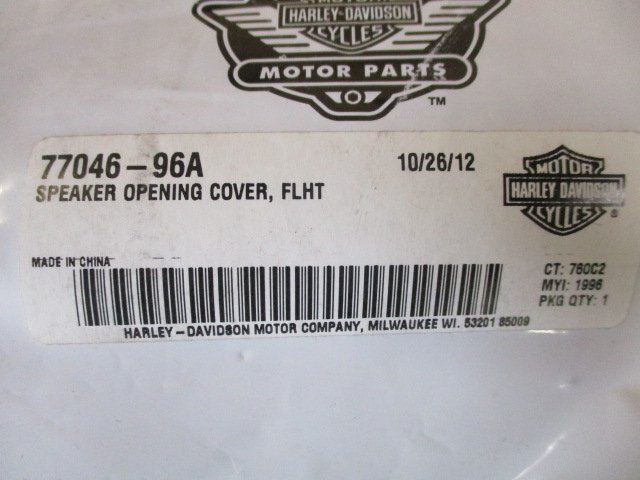 MOTOR
HARLEY-DAVIDSON
CYCLES
MOTOR PARTS
™
77046-96A
10/26/12
SPEAKER OPENING COVER, FLHT
MOTOR
HARLEY-DAVIDSON
CYCLES
®
MADE IN CHINA
CT: 760C2
MYI: 1996
PKG QTY: 1
HARLEY-DAVIDSON MOTOR COMPANY, MILWAUKEE WI. 53201 85009